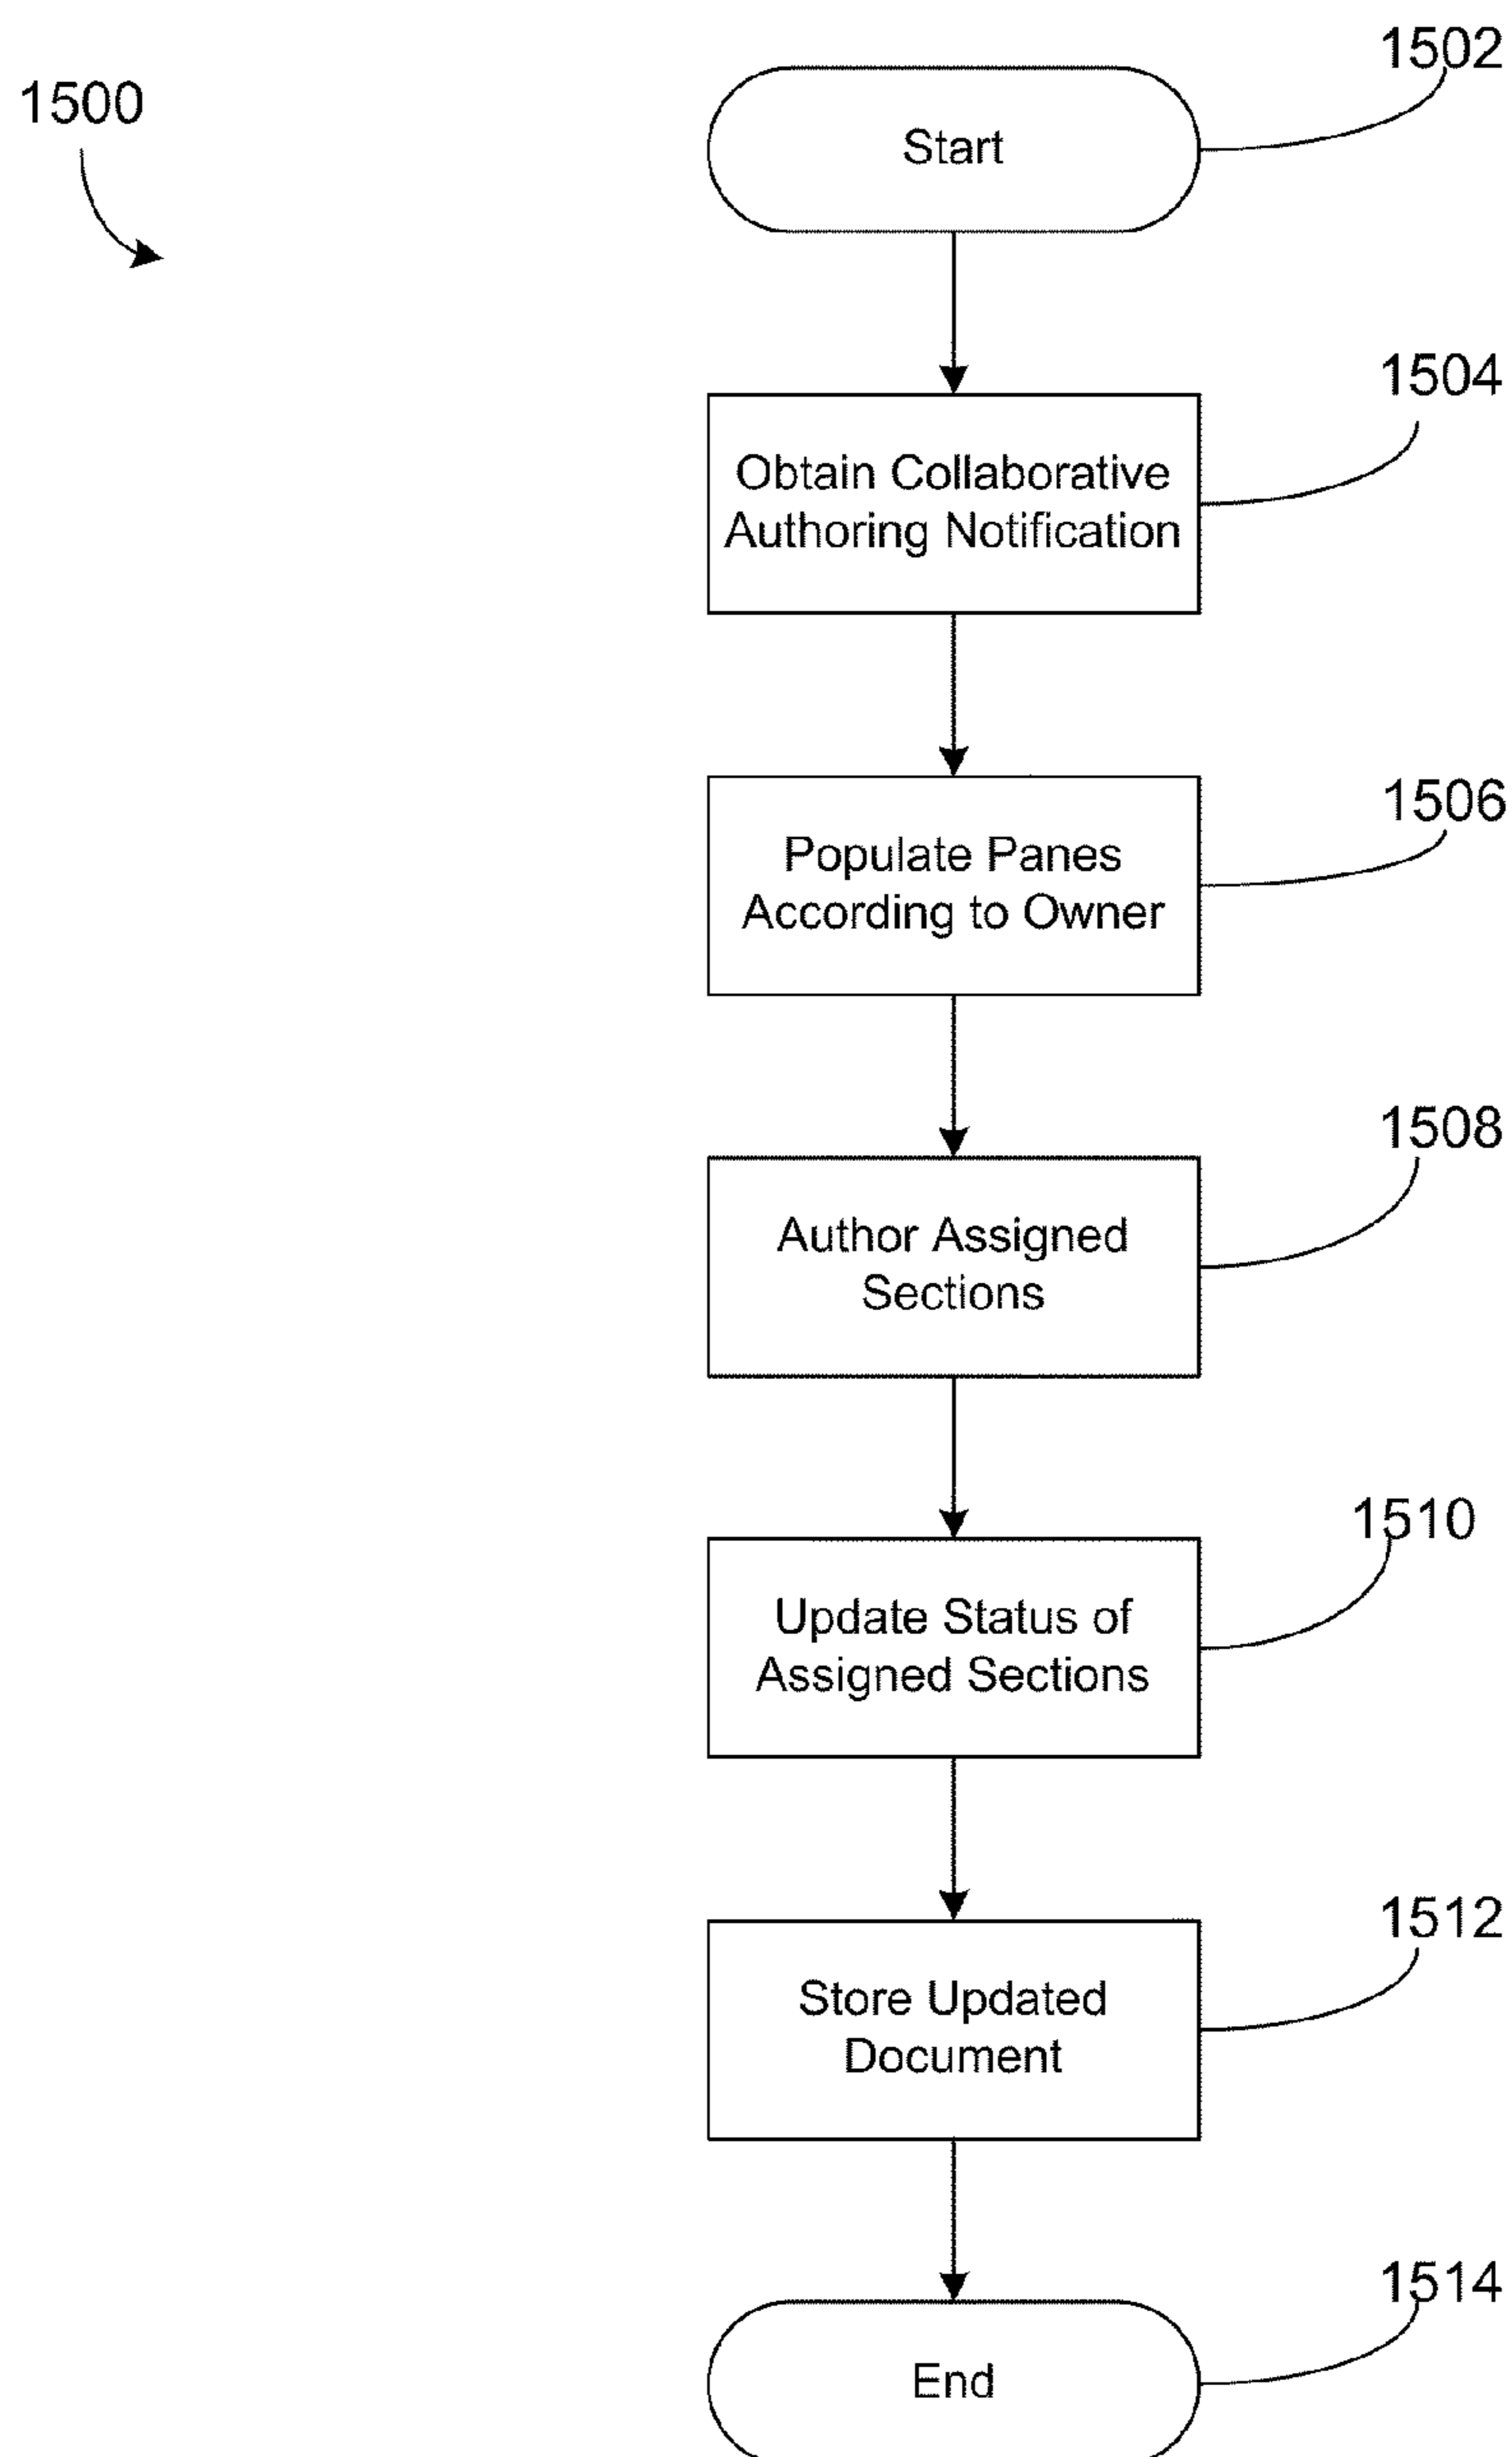 1502
1500
Start
1504
Obtain Collaborative
Authoring Notification
1506
Populate Panes
According to Owner
1508
Author Assigned
Sections
1510
Update Status of
Assigned Sections
1512
Store Updated
Document
1514
End